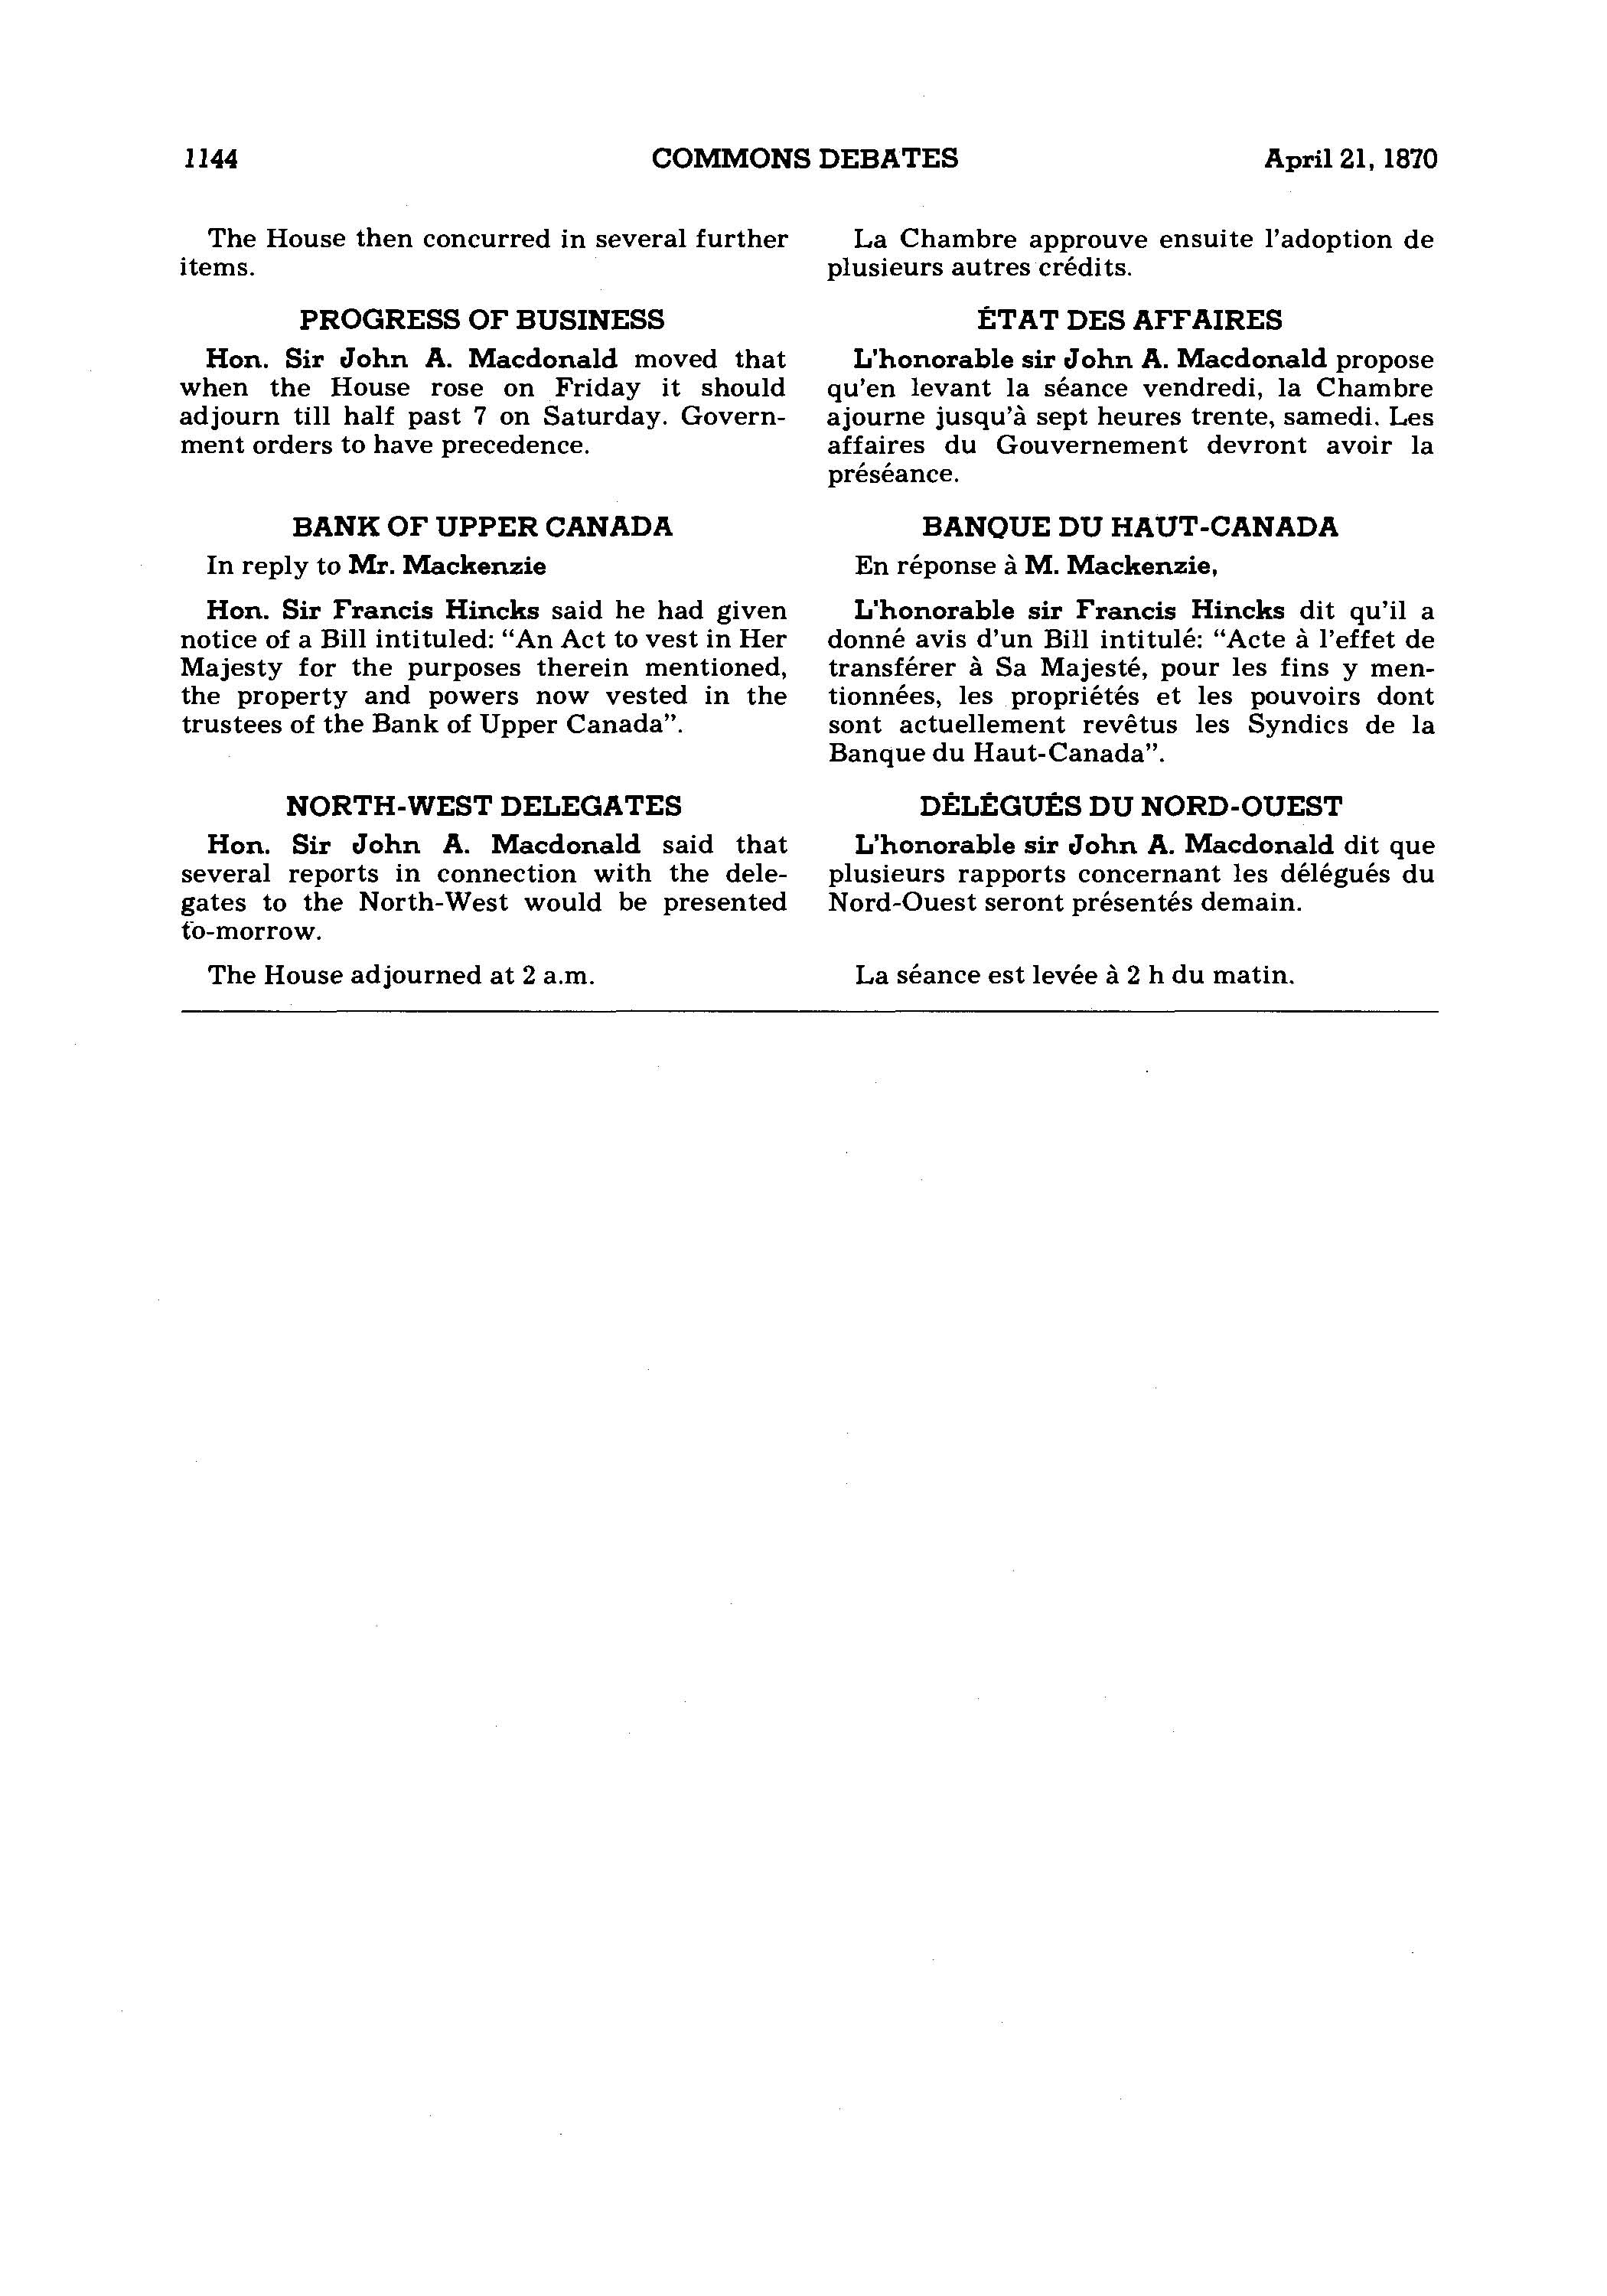 1144 COMMONS DEBATES April 21, 1870
The House then concurred in several further
items.
PROGRESS OF BUSINESS
Hon. Sir John A. Macdonald moved that
when the House rose on Friday it should
adjourn till half past 7 on Saturday. Govern-
ment orders to have precedence.
BANK OF UPPER CANADA
In reply to Mr. Mackenzie
Hon. Sir Francis Hincks said he had given
notice of a Bill intituled: “An Act to vest in Her
Majesty for the purposes therein mentioned,
the property and powers now vested in the
trustees of the Bank of Upper Canada”.
NORTH-WEST DELEGATES
Hon. Sir John A. Macdonald said that
several reports in connection with the dele-
gates to the North-West would be presented
to-morrow.
The House adjourned at 2 a.m.
La Chambre approuve ensuite l’adoption de
plusieurs autres crédits.
ÉTAT DES AFFAIRES
L’honorable sir John A. Macdonald propose
qu’en levant la séance vendredi, la Chambre
ajourne jusqu’à sept heures trente, samedi. Les
affaires du Gouvernement devront avoir la
préséance.
BANQUE DU HAUT-CANADA
En réponse à M. Mackenzie,
L’honorable sir Francis Hincks dit qu’il a
donné avis d’un Bill intitulé: “Acte à l’effet de
transférer à Sa Majesté, pour les fins y men-
tionnées, les propriétés et les pouvoirs dont
sont actuellement revêtus les Syndics de la
Banque du Haut-Canada”.
DÉLÉGUÉS DU NORD-OUEST
L’honorable sir John A. Macdonald dit que
plusieurs rapports concernant les délégués du
Nord-Ouest seront présentés demain.
La séance est levée à 2 h du matin.